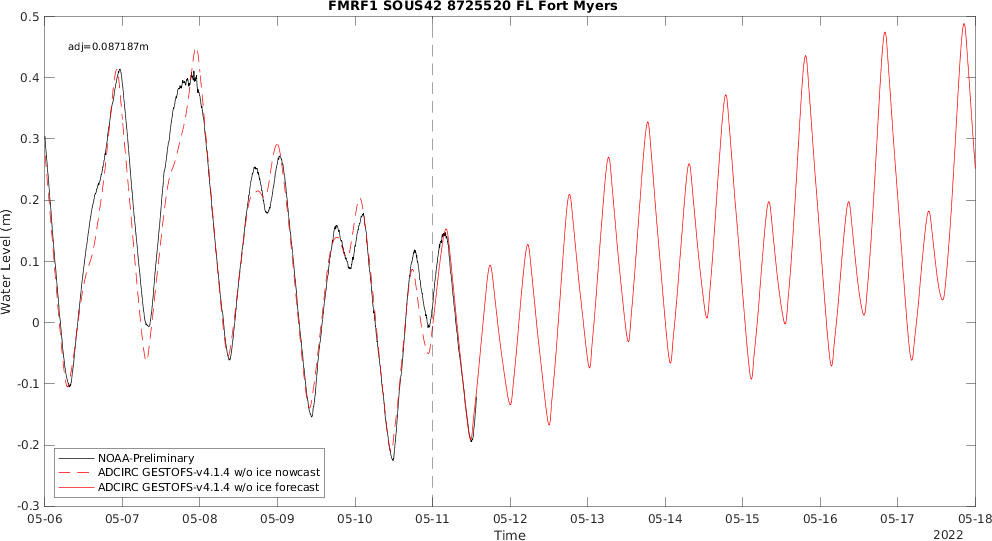 FMRF1 SOUS42 8725520 FL Fort Myers
0.5
adj=0.087187m
0.4
0.3
0.2
0.1
0
-0.1
-0.2
-0.3
Water Level (m)
NOAA-Preliminary
ADCIRC GESTOFS-v4.1.4 w/o ice nowcast
ADCIRC GESTOFS-v4.1.4 w/o ice forecast
05-06 05-07 05-08 05-09 05-10 05-11 05-12 05-13 05-14 05-15 05-16 05-17 05-18
Time
2022